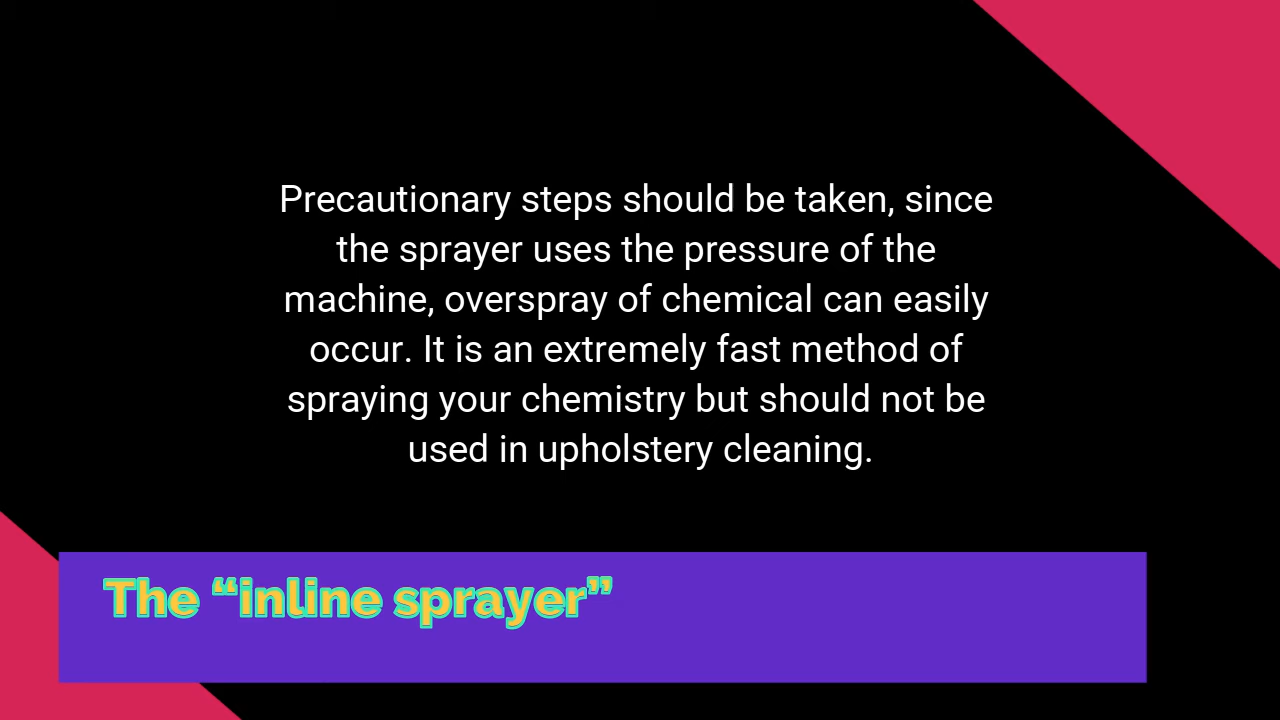 Precautionary steps should be taken, since
the sprayer uses the pressure of the
machine, overspray of chemical can easily
occur. It is an extremely fast method of
spraying your chemistry but should not be
used in upholstery cleaning.
The “inline sprayer”